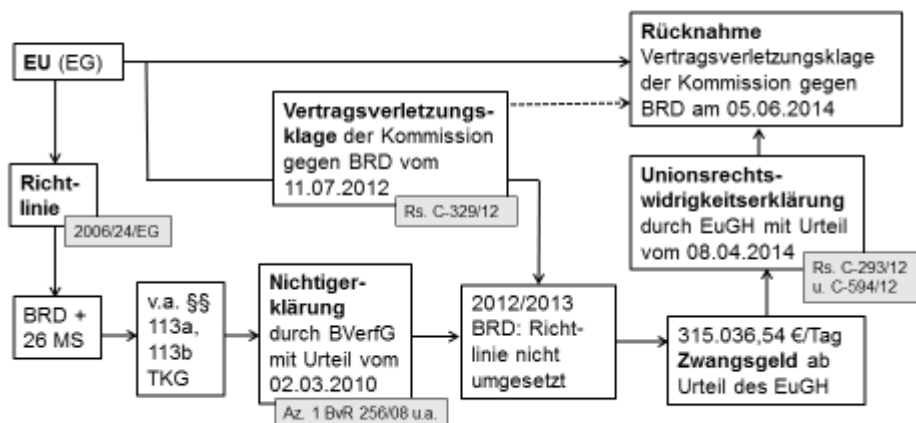 EU (EG)
Richt-
linie
2006/24/EG
BRD +
26 MS
v.a. §§
113a,
113b
TKG
Nichtiger-
klärung
durch BVerfG
mit Urteil vom
02.03.2010
Az. 1 BvR 256/08 u.a.
Vertragsverletzungs-
klage der Kommission
gegen BRD vom
11.07.2012
Rs. C-329/12
2012/2013
BRD: Richt-
linie nicht
umgesetzt
315.036,54 €/Tag
Zwangsgeld ab
Urteil des EuGH
Unionsrechts-
widrigkeitserklärung
durch EuGH mit Urteil
vom 08.04.2014
Rs. C-293/12
u. C-594/12
Rücknahme
Vertragsverletzungsklage
der Kommission gegen
BRD am 05.06.2014